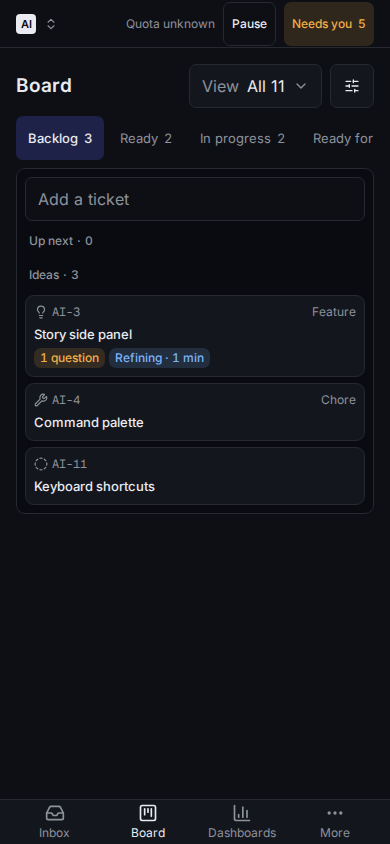 AI Quota unknown Pause Needs you 5
Board View All 11
Backlog 3 Ready 2 In progress 2 Ready for
Add a ticket
Up next · 0
Ideas · 3
AI-3 Feature
Story side panel
1 question Refining · 1 min
AI-4 Chore
Command palette
AI-11
Keyboard shortcuts
Inbox Board Dashboards More